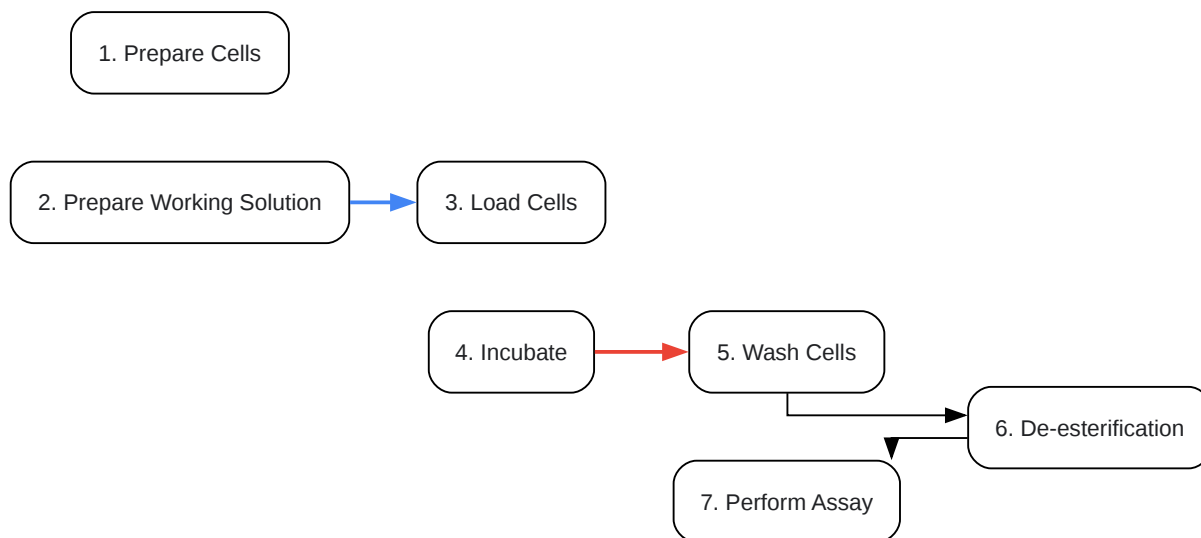 1. Prepare Cells
2. Prepare Working Solution
3. Load Cells
4. Incubate
5. Wash Cells
6. De-esterification
7. Perform Assay